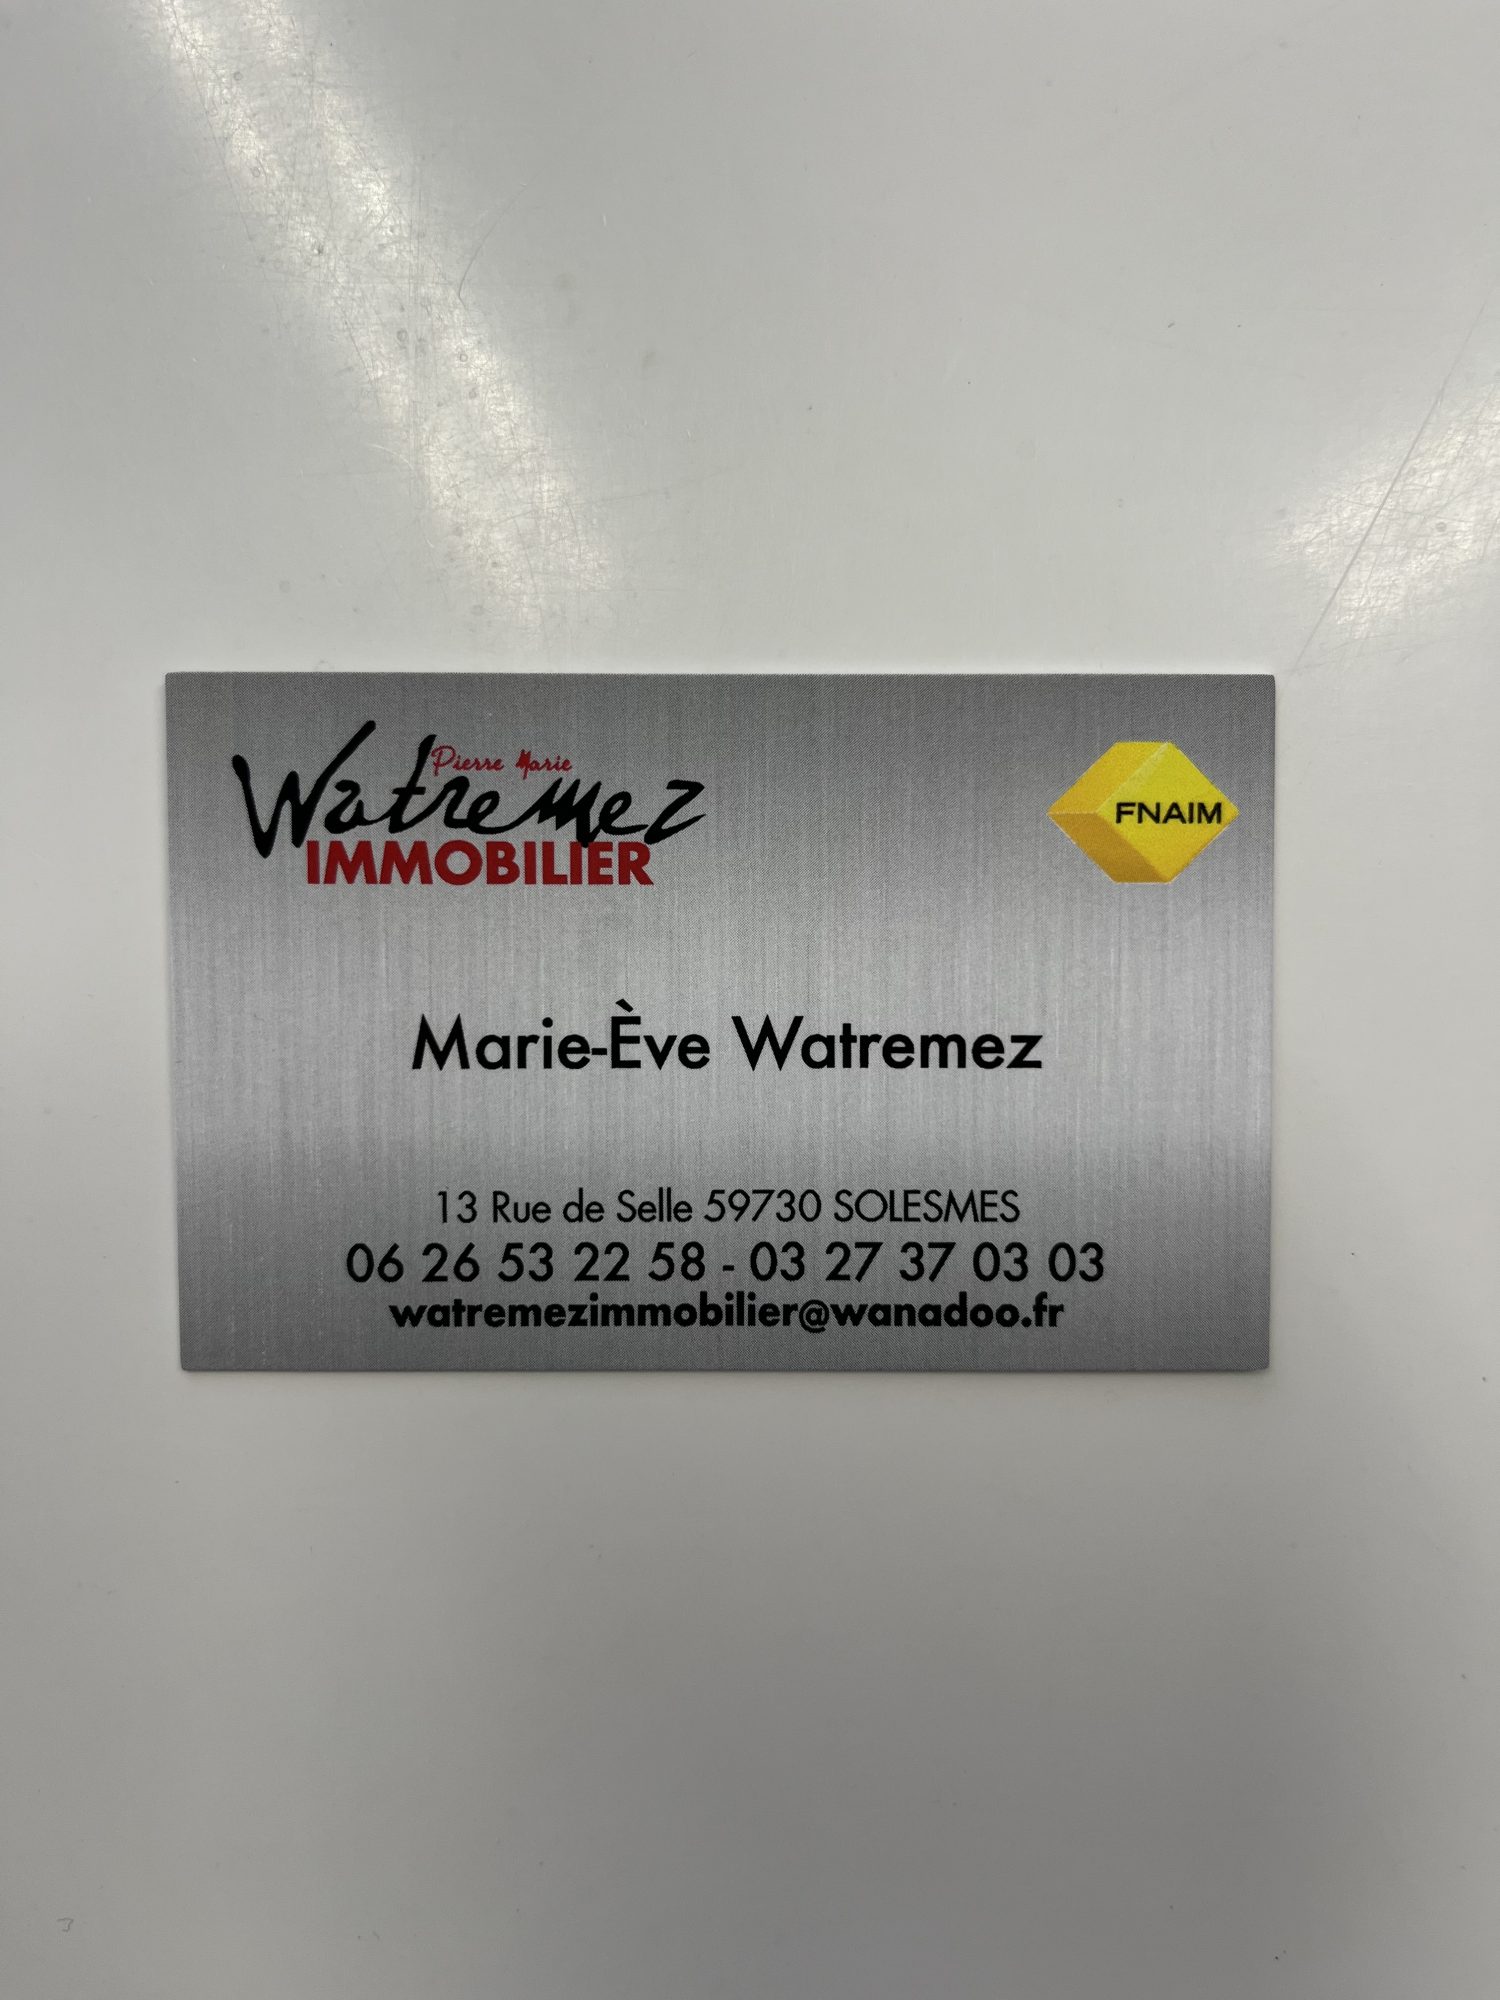 Pierre Marie
Watremez
IMMOBILIER
FNAIM
Marie-Ève Watremez
13 Rue de Selle 59730 SOLESMES
06 26 53 22 58 - 03 27 37 03 03
watremezimmobilier@wanadoo.fr